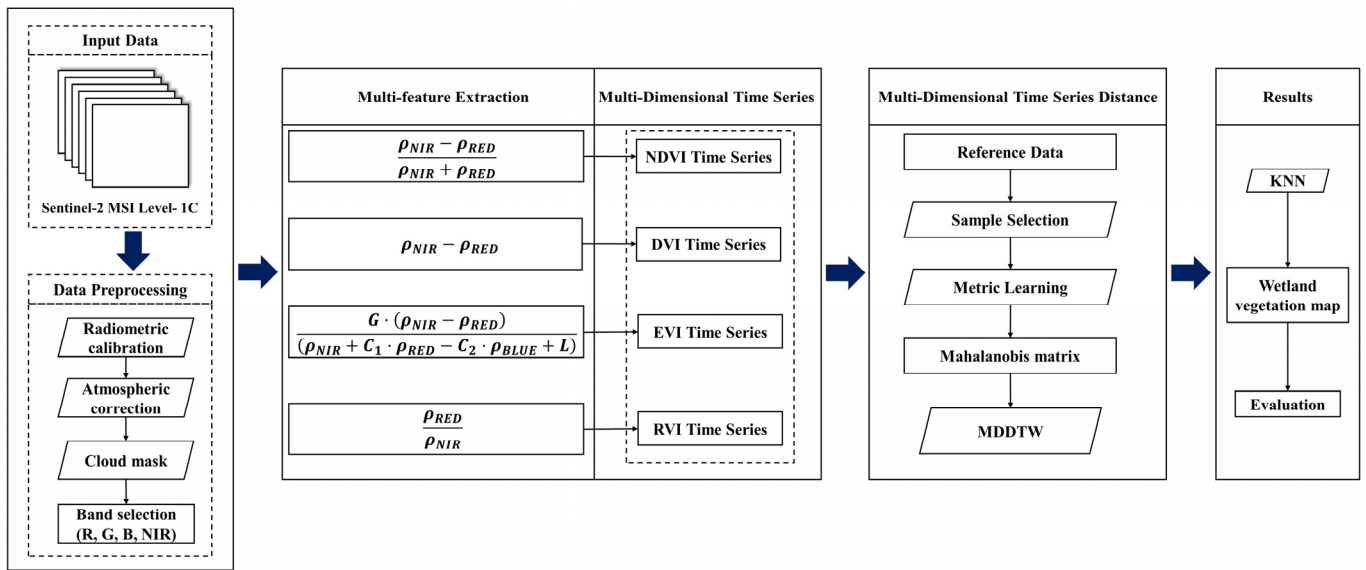 Input Data
Sentinel-2 MSI Level- 1C
Data Preprocessing
Radiometric
calibration
Atmospheric
correction
Cloud mask
Band selection
(R, G, B, NIR)
Multi-feature Extraction
ρNIR − ρRED
ρNIR + ρRED
ρNIR − ρRED
G · (ρNIR − ρRED)
(ρNIR + C1 · ρRED − C2 · ρBLUE + L)
ρRED
ρNIR
Multi-Dimensional Time Series
NDVI Time Series
DVI Time Series
EVI Time Series
RVI Time Series
Multi-Dimensional Time Series Distance
Reference Data
Sample Selection
Metric Learning
Mahalanobis matrix
MDDTW
Results
KNN
Wetland
vegetation map
Evaluation